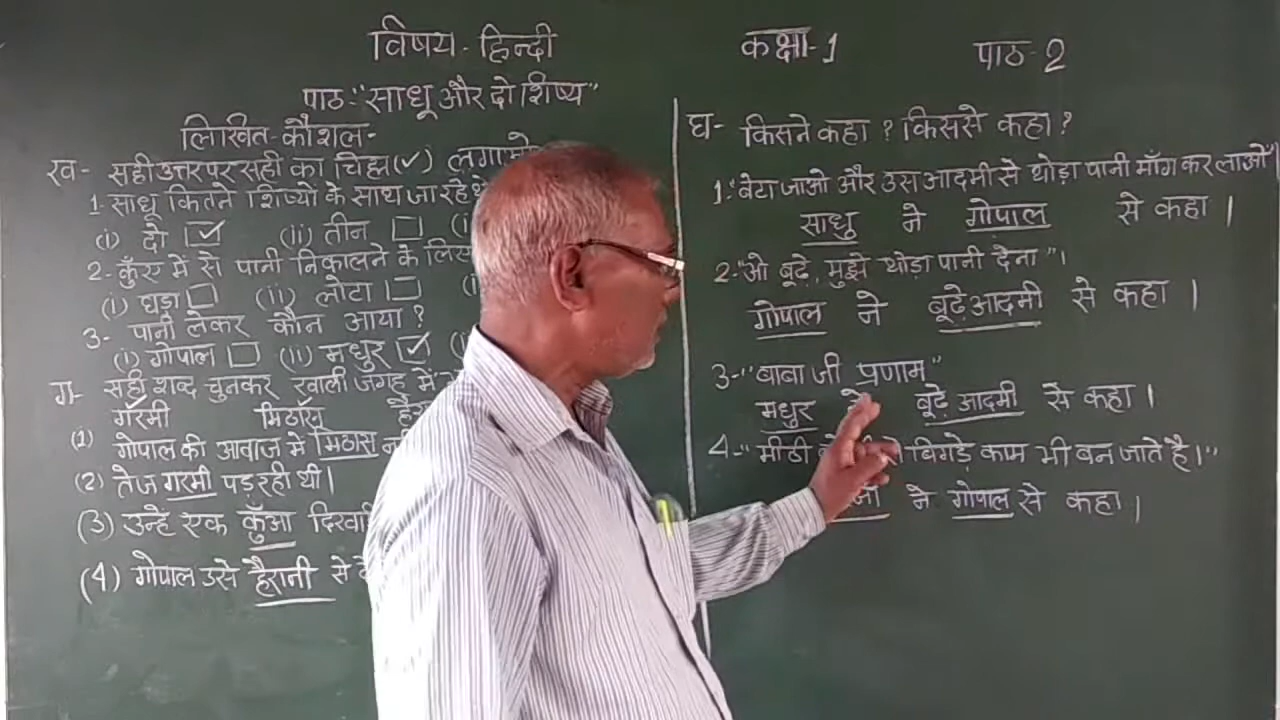 विषय - हिन्दी
कक्षा-1
पाठ-2
पाठ-"साधू और दो शिष्य"
लिखित-कौशल-
ख- सही उत्तर पर सही का चिह्न (✓)
1. साधू कितने शिष्यो के साथ जा रहे
(i) दो ☑ (ii) तीन ☐
2- कुँए में से पानी निकालने के
(i) घड़ा ☐ (ii) लोटा ☐
3- पानी लेकर कौन आया ?
(i) गोपाल ☐ (ii) मधुर ☑
ग- सही शब्द चुनकर खाली जगह में
गरमी मिठास
(1) गोपाल की आवाज मे मिठास
(2) तेज गरमी पड़ रही थी।
(3) उन्हे एक कुँआ
(4) गोपाल उसे हैरानी से
घ- किसने कहा ? किससे कहा ?
1. "बेटा जाओ और उस आदमी से थोड़ा पानी माँग कर लाओ"
साधु ने गोपाल से कहा ।
2- "ओ बूढ़े, मुझे थोड़ा पानी देना "।
गोपाल ने बूढ़े आदमी से कहा ।
3- "बाबा जी प्रणाम"
मधुर बूढ़े आदमी से कहा ।
4- " मीठी बिगड़े काम भी बन जाते है।"
ने गोपाल से कहा ।